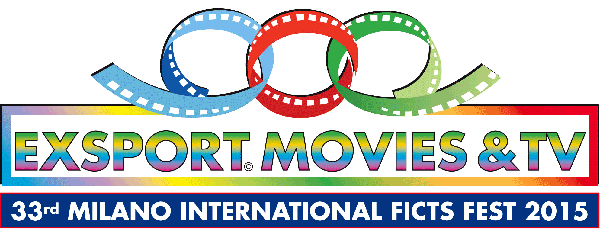 EXSPORT© MOVIES & TV
33rd MILANO INTERNATIONAL FICTS FEST 2015